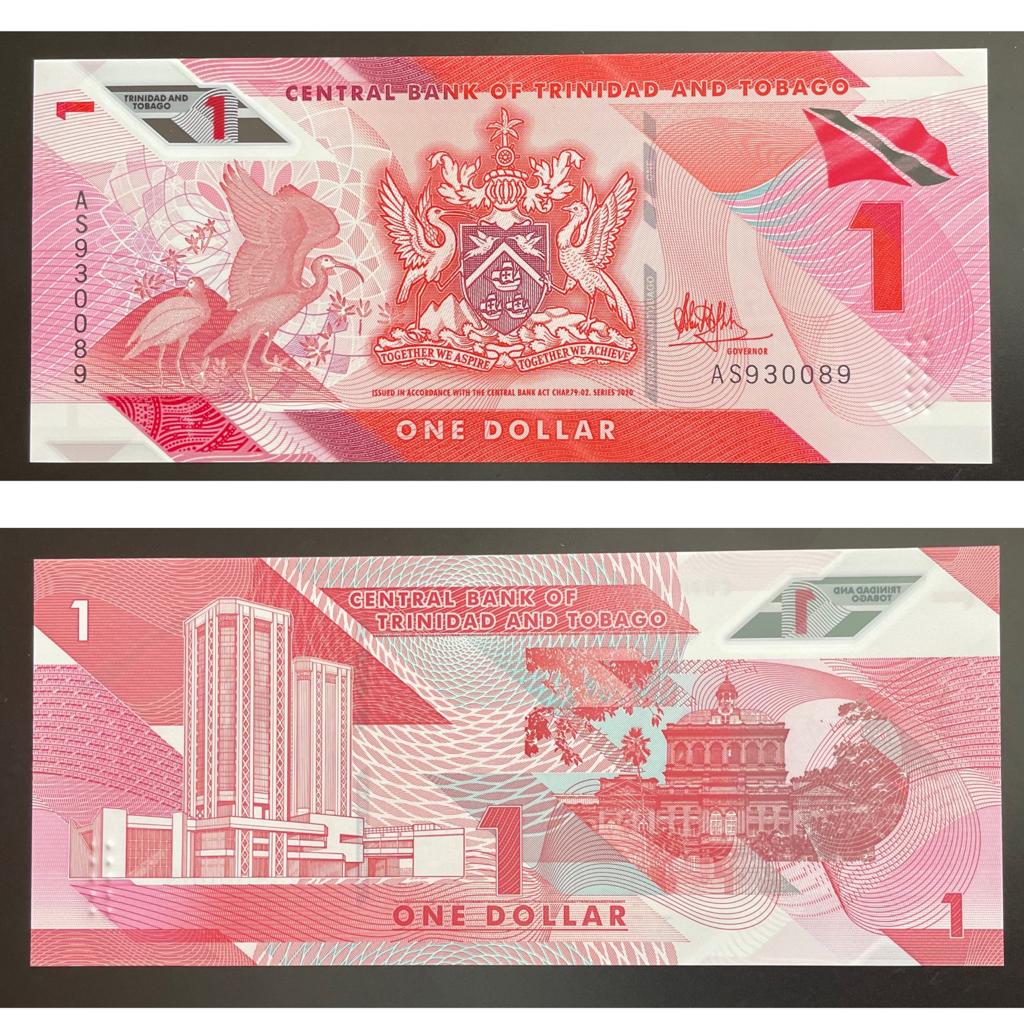 1
TRINIDAD AND
TOBAGO
1
CENTRAL BANK OF TRINIDAD AND TOBAGO
AS930089
1
TOGETHER WE ASPIRE TOGETHER WE ACHIEVE
GOVERNOR
AS930089
ISSUED IN ACCORDANCE WITH THE CENTRAL BANK ACT CHAP.79:02. SERIES 2020
ONE DOLLAR
1
CENTRAL BANK OF
TRINIDAD AND TOBAGO
TRINIDAD AND
TOBAGO
1
1
ONE DOLLAR
1